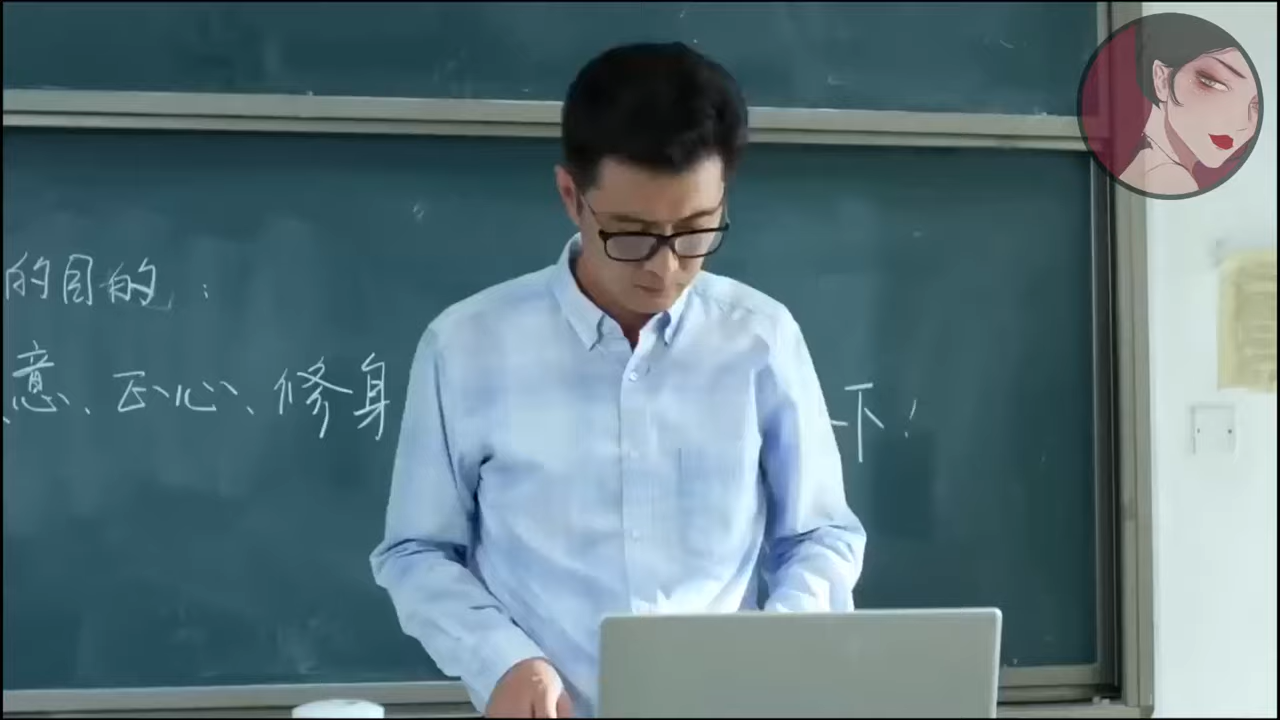 的目的：
意、正心、修身
下！